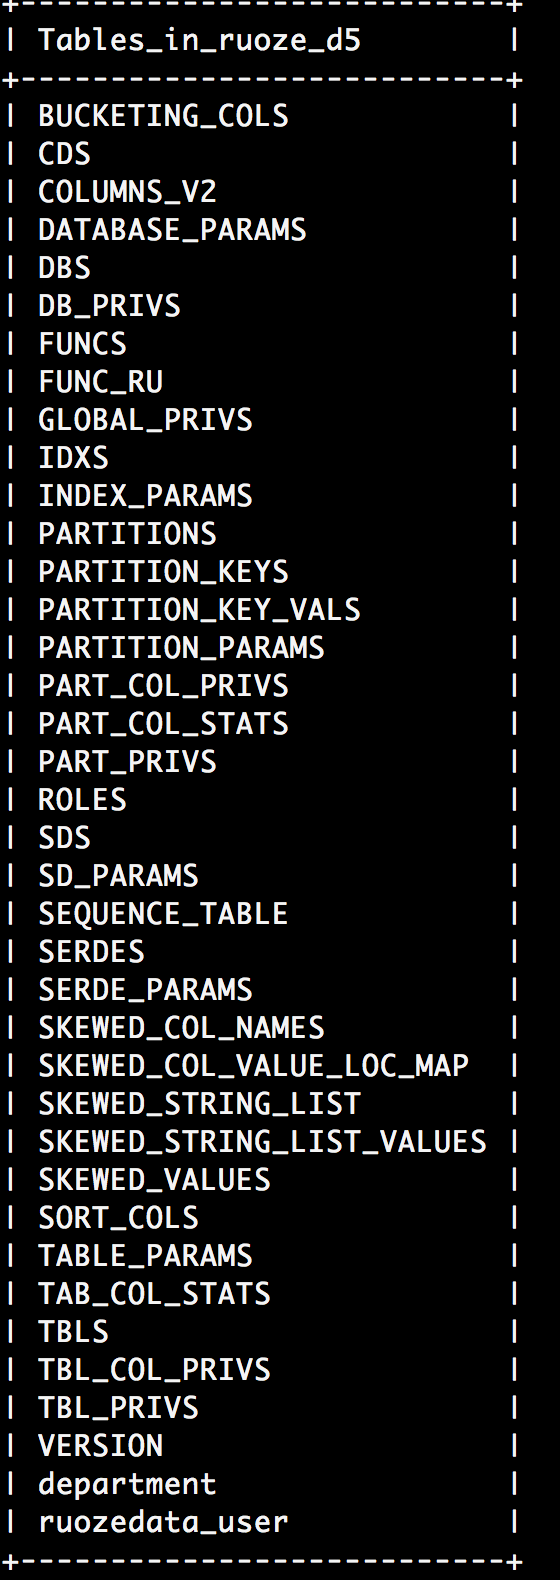 +---------------------------+
| Tables_in_ruoze_d5        |
+---------------------------+
| BUCKETING_COLS            |
| CDS                       |
| COLUMNS_V2                |
| DATABASE_PARAMS           |
| DBS                       |
| DB_PRIVS                  |
| FUNCS                     |
| FUNC_RU                   |
| GLOBAL_PRIVS              |
| IDXS                      |
| INDEX_PARAMS              |
| PARTITIONS                |
| PARTITION_KEYS            |
| PARTITION_KEY_VALS        |
| PARTITION_PARAMS          |
| PART_COL_PRIVS            |
| PART_COL_STATS            |
| PART_PRIVS                |
| ROLES                     |
| SDS                       |
| SD_PARAMS                 |
| SEQUENCE_TABLE            |
| SERDES                    |
| SERDE_PARAMS              |
| SKEWED_COL_NAMES          |
| SKEWED_COL_VALUE_LOC_MAP  |
| SKEWED_STRING_LIST        |
| SKEWED_STRING_LIST_VALUES |
| SKEWED_VALUES             |
| SORT_COLS                 |
| TABLE_PARAMS              |
| TAB_COL_STATS             |
| TBLS                      |
| TBL_COL_PRIVS             |
| TBL_PRIVS                 |
| VERSION                   |
| department                |
| ruozedata_user            |
+---------------------------+